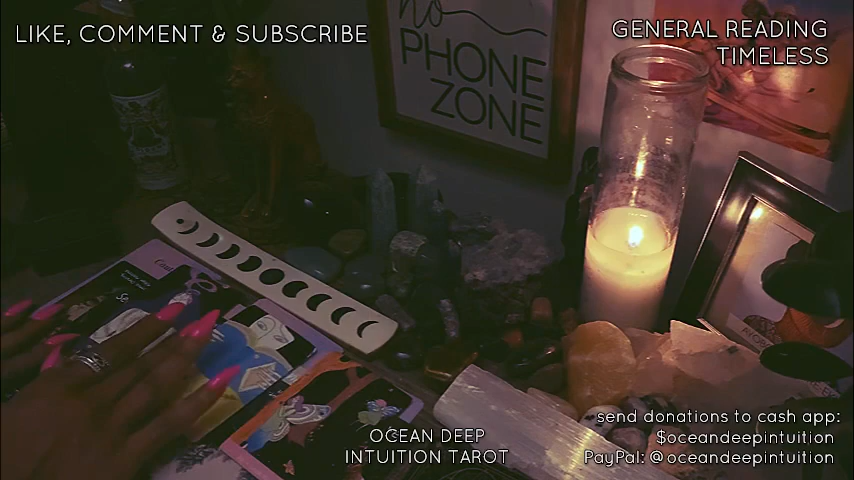 LIKE, COMMENT & SUBSCRIBE
GENERAL READING
TIMELESS
no
PHONE
ZONE
OCEAN DEEP
INTUITION TAROT
send donations to cash app:
$oceandeepintuition
PayPal: @oceandeepintuition